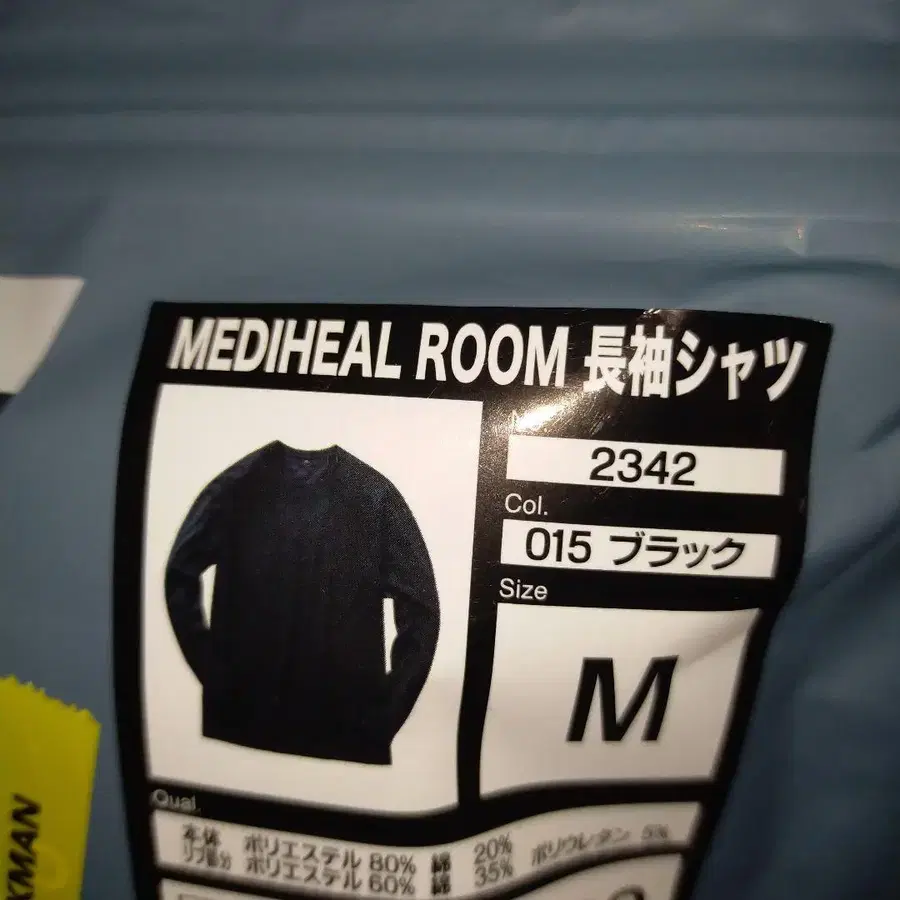 MEDIHEAL ROOM 長袖シャツ
No.
2342
Col.
015 ブラック
Size
M
Qual.
本体 ポリエステル 80% 綿 20%
リブ部分 ポリエステル 60% 綿 35% ポリウレタン 5%
KMAN